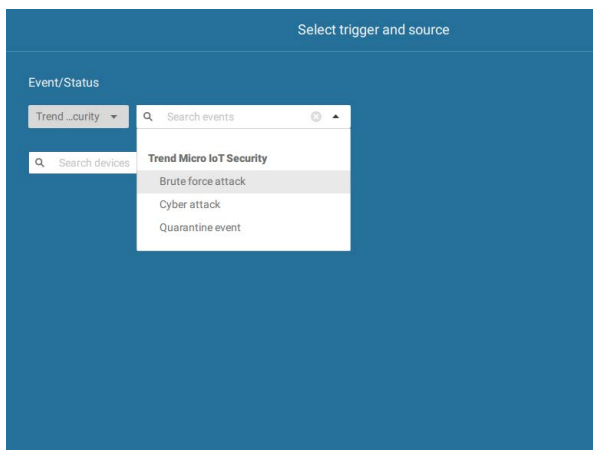 Select trigger and source
Event/Status
Trend ...curity
Search events
Search devices
Trend Micro IoT Security
Brute force attack
Cyber attack
Quarantine event